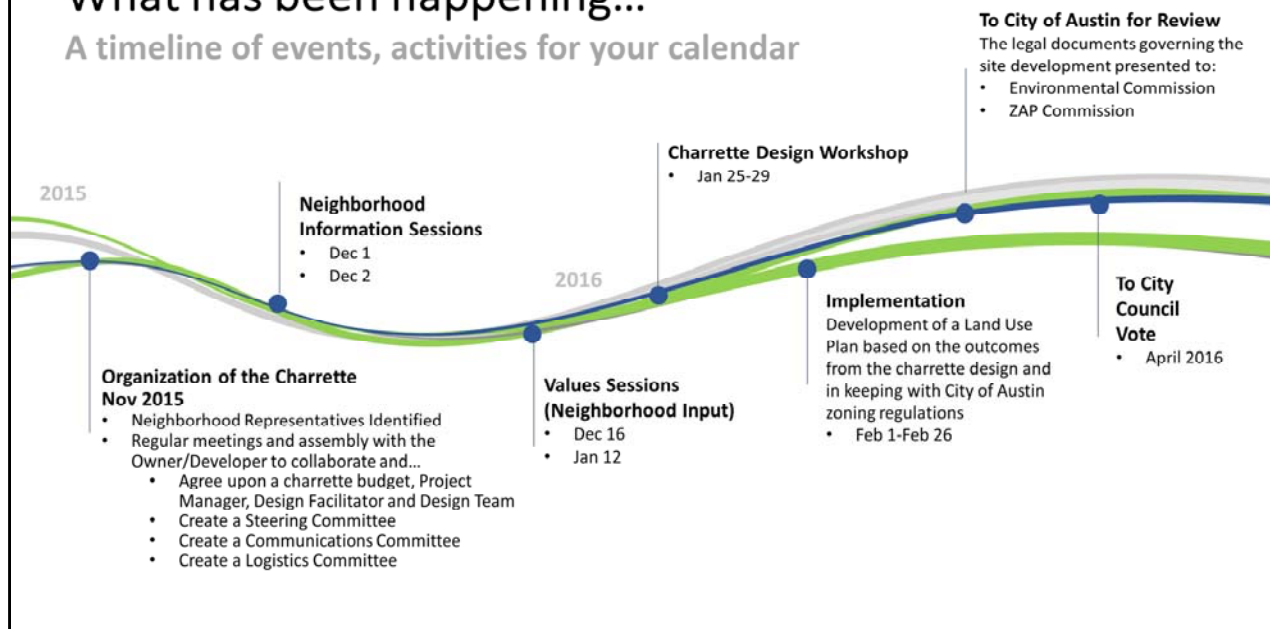 What has been happening...
A timeline of events, activities for your calendar
To City of Austin for Review
The legal documents governing the
site development presented to:
• Environmental Commission
• ZAP Commission
Charrette Design Workshop
• Jan 25-29
2015
Neighborhood
Information Sessions
• Dec 1
• Dec 2
2016
Implementation
Development of a Land Use
Plan based on the outcomes
from the charrette design and
in keeping with City of Austin
zoning regulations
• Feb 1-Feb 26
To City
Council
Vote
• April 2016
Organization of the Charrette
Nov 2015
• Neighborhood Representatives Identified
• Regular meetings and assembly with the
Owner/Developer to collaborate and...
• Agree upon a charrette budget, Project
Manager, Design Facilitator and Design Team
• Create a Steering Committee
• Create a Communications Committee
• Create a Logistics Committee
Values Sessions
(Neighborhood Input)
• Dec 16
• Jan 12